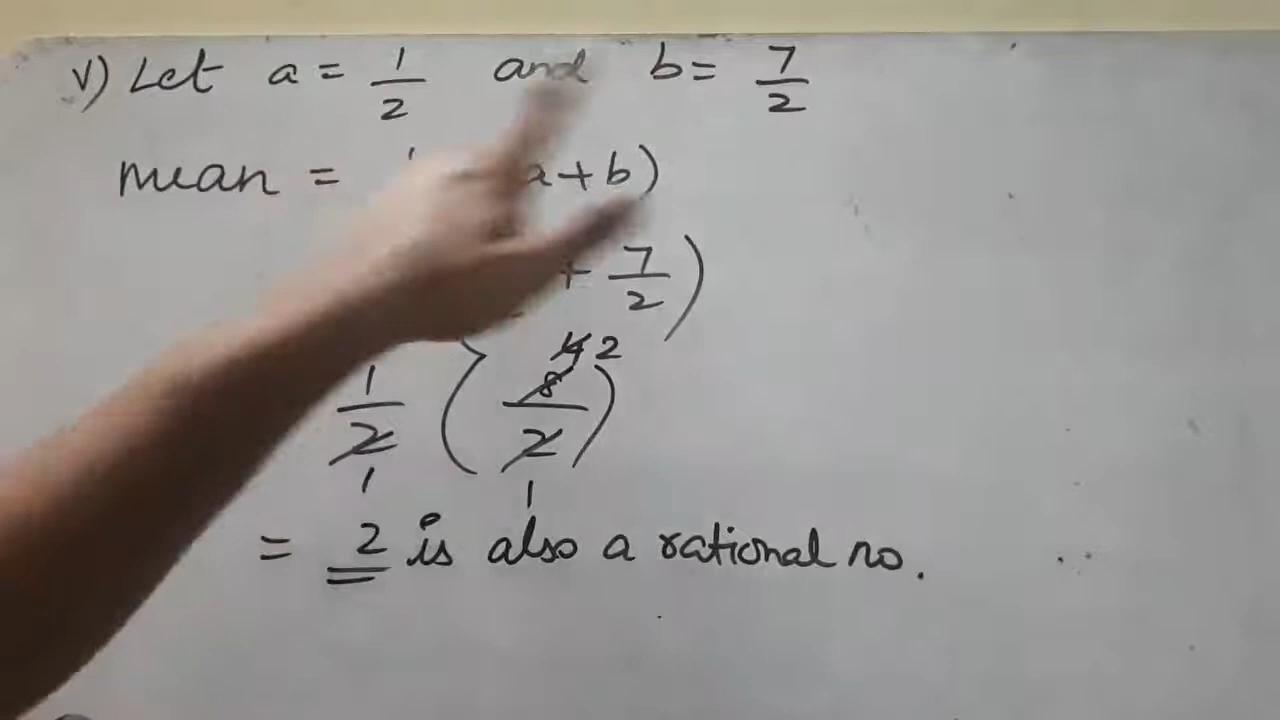 v) Let a = 1/2 and b = 7/2
mean = a + b)
+ 7/2 )
1/2 ( 8/2 ) 4 2
1 1
= 2 is also a rational no.